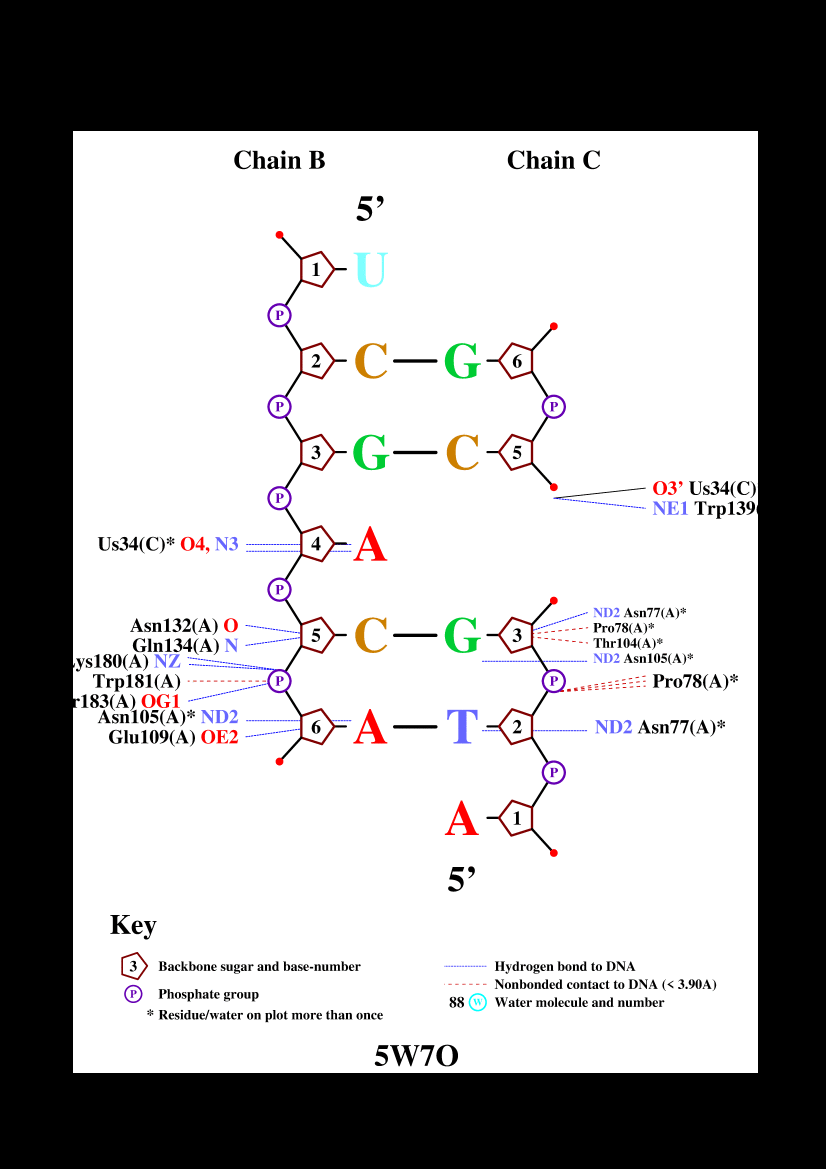 Chain B Chain C
5’
1 U
P
2 C G 6
P P
3 G C 5
O3’ Us34(C)
P
NE1 Trp139(
Us34(C)* O4, N3 4 A
P
ND2 Asn77(A)*
Asn132(A) O
Pro78(A)*
5 C G 3
Gln134(A) N
Thr104(A)*
ND2 Asn105(A)*
ys180(A) NZ
Trp181(A) P P Pro78(A)*
r183(A) OG1
Asn105(A)* ND2
6 A T 2 ND2 Asn77(A)*
Glu109(A) OE2
P
A 1
5’
Key
3 Backbone sugar and base-number
P Phosphate group
* Residue/water on plot more than once
Hydrogen bond to DNA
Nonbonded contact to DNA (< 3.90A)
88 W Water molecule and number
5W7O